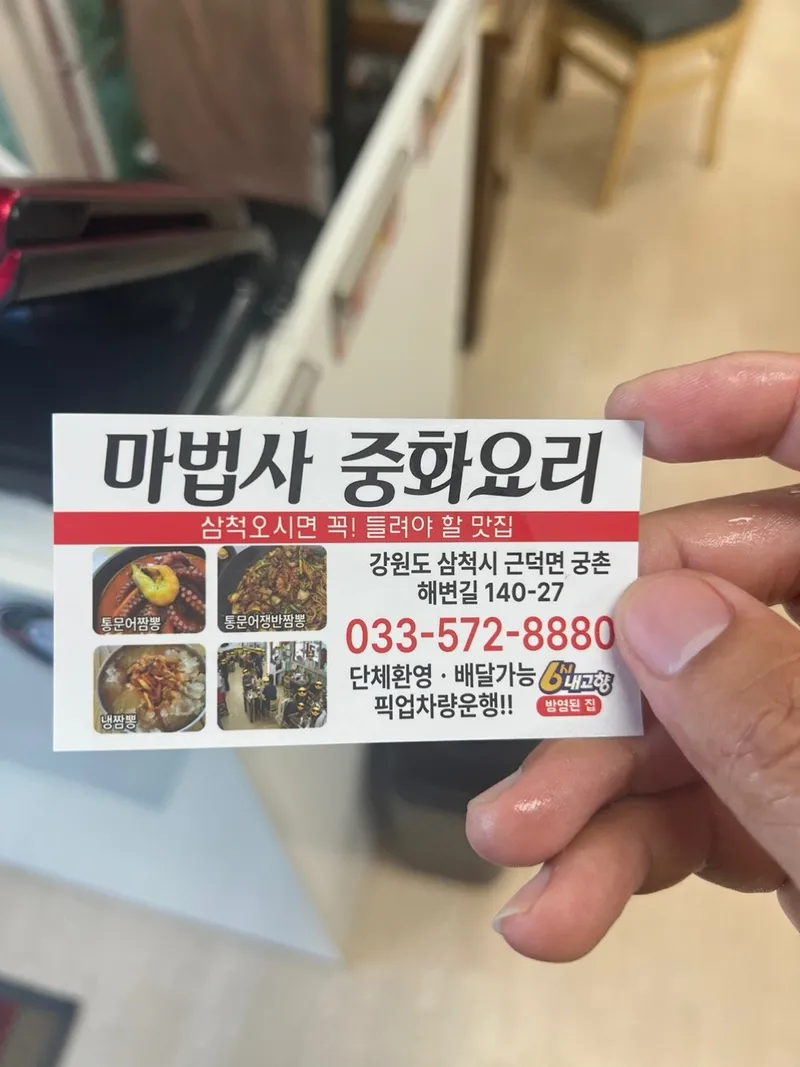 마법사 중화요리
삼척오시면 꼭! 들려야 할 맛집
통문어짬뽕
통문어쟁반짬뽕
냉짬뽕
강원도 삼척시 근덕면 궁촌
해변길 140-27
033-572-8880
단체환영 · 배달가능
픽업차량운행!!
6시 내고향
방영된 집